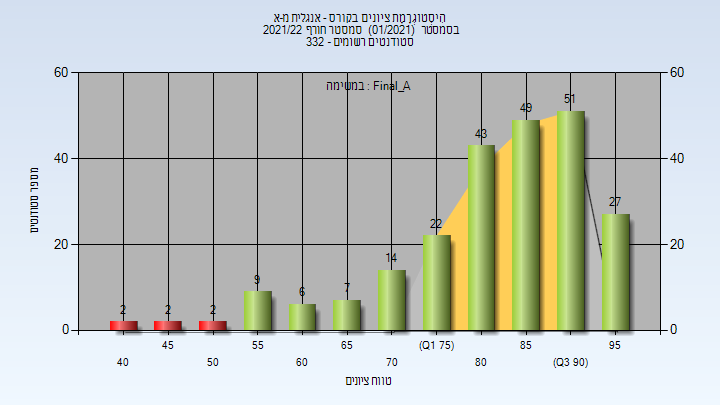 הִיסְטוֹגְרָמַת ציונים בקורס - אנגלית מ-א
בסמסטר (01/2021) סמסטר חורף 2021/22
סטודנטים רשומים - 332
במשימה : Final_A
60 60
40 40
20 20
0 0
מספר סטודנטים
2 2 2 9 6 7 14 22 43 49 51 27
40 45 50 55 60 65 70 (Q1 75) 80 85 (Q3 90) 95
טווח ציונים